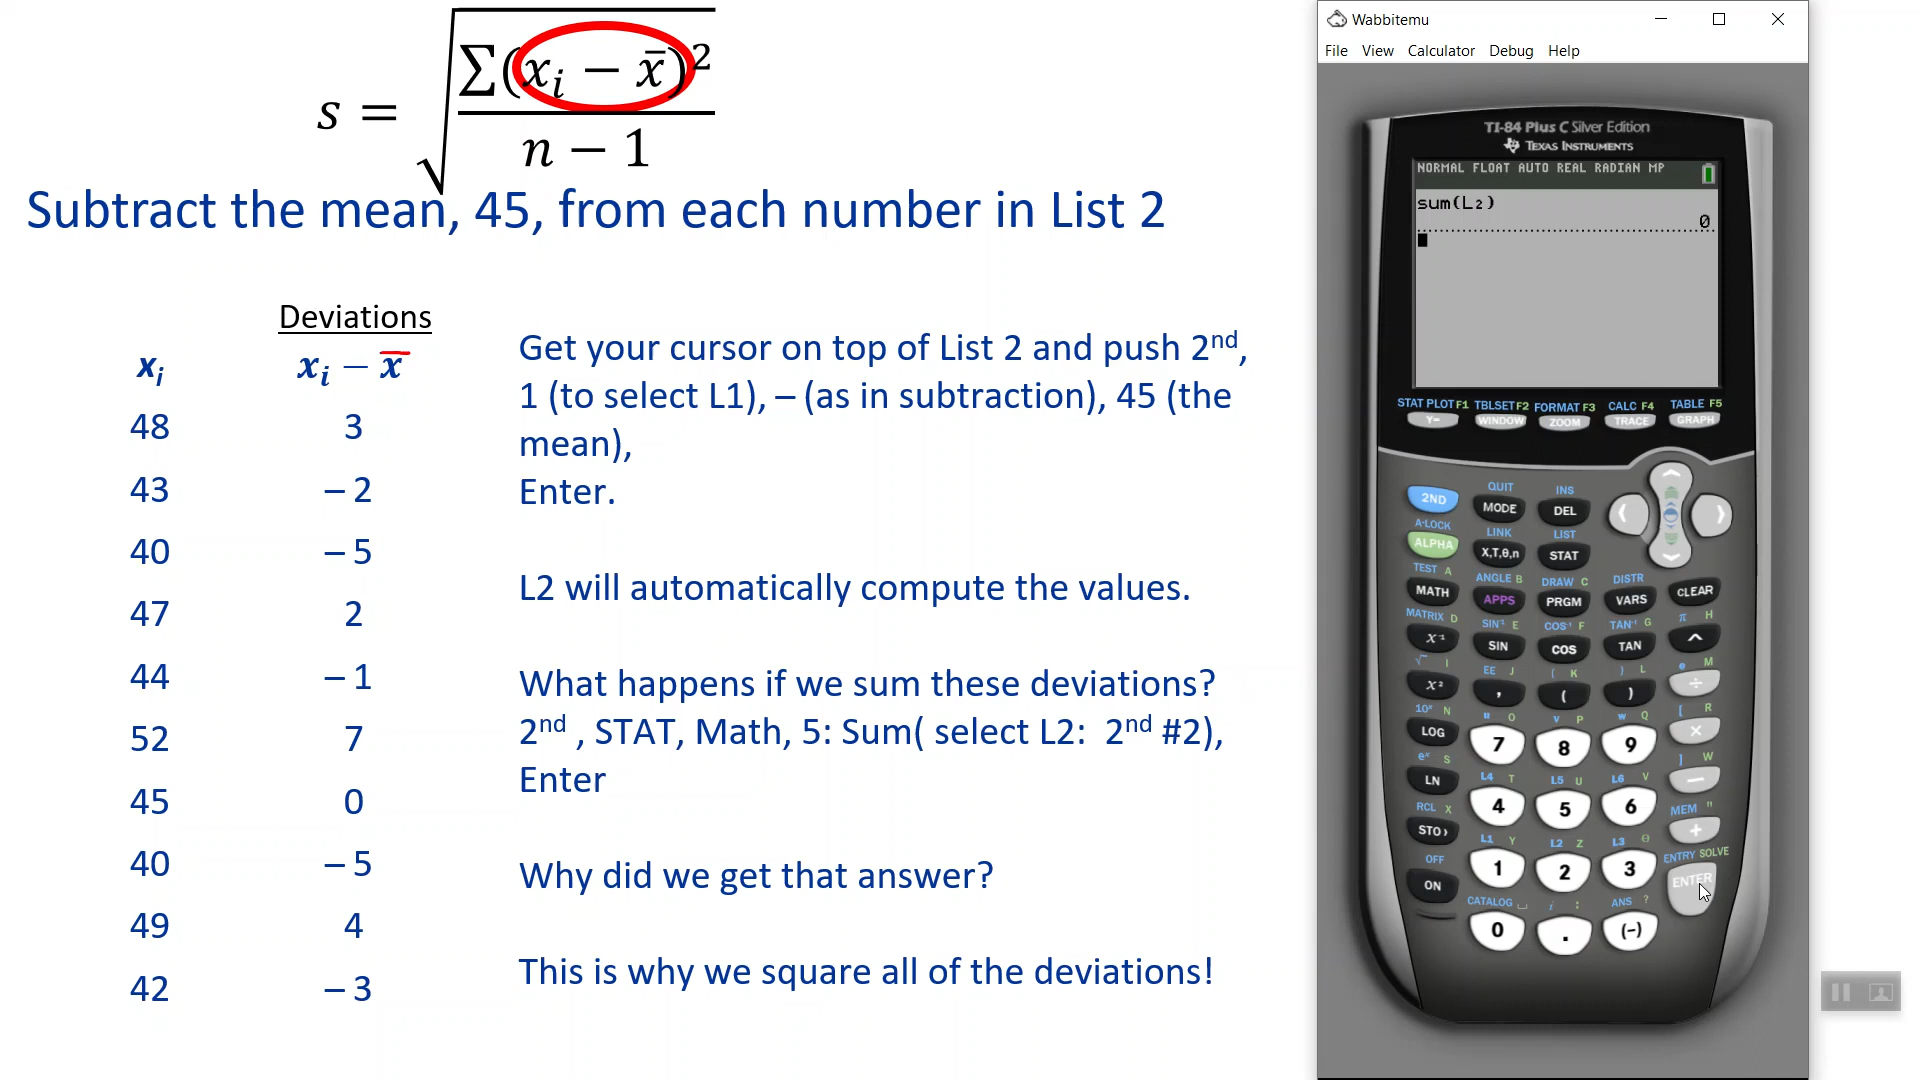 s = √(∑(xᵢ − x̄)² / (n − 1))
Subtract the mean, 45, from each number in List 2
Deviations
xᵢ xᵢ − x̄
48 3
43 – 2
40 – 5
47 2
44 – 1
52 7
45 0
40 – 5
49 4
42 – 3
Get your cursor on top of List 2 and push 2nd,
1 (to select L1), – (as in subtraction), 45 (the
mean),
Enter.
L2 will automatically compute the values.
What happens if we sum these deviations?
2nd , STAT, Math, 5: Sum( select L2: 2nd #2),
Enter
Why did we get that answer?
This is why we square all of the deviations!
Wabbitemu
File View Calculator Debug Help
TI-84 Plus C Silver Edition
TEXAS INSTRUMENTS
NORMAL FLOAT AUTO REAL RADIAN MP
sum(L₂)
0
STAT PLOT F1 TBLSET F2 FORMAT F3 CALC F4 TABLE F5
Y= WINDOW ZOOM TRACE GRAPH
QUIT INS
2ND MODE DEL
A-LOCK LINK LIST
ALPHA X,T,θ,n STAT
TEST A ANGLE B DRAW C DISTR
MATH APPS PRGM VARS CLEAR
MATRIX D SIN⁻¹ E COS⁻¹ F TAN⁻¹ G π H
x⁻¹ SIN COS TAN ^
√ I EE J { K } L e M
x² , ( ) ÷
10ˣ N u O v P w Q [ R
LOG 7 8 9 ×
eˣ S L4 T L5 U L6 V ] W
LN 4 5 6 −
RCL X L1 Y L2 Z L3 θ MEM "
STO› 1 2 3 +
OFF CATALOG ⎵ i : ANS ? ENTRY SOLVE
ON 0 . (−) ENTER